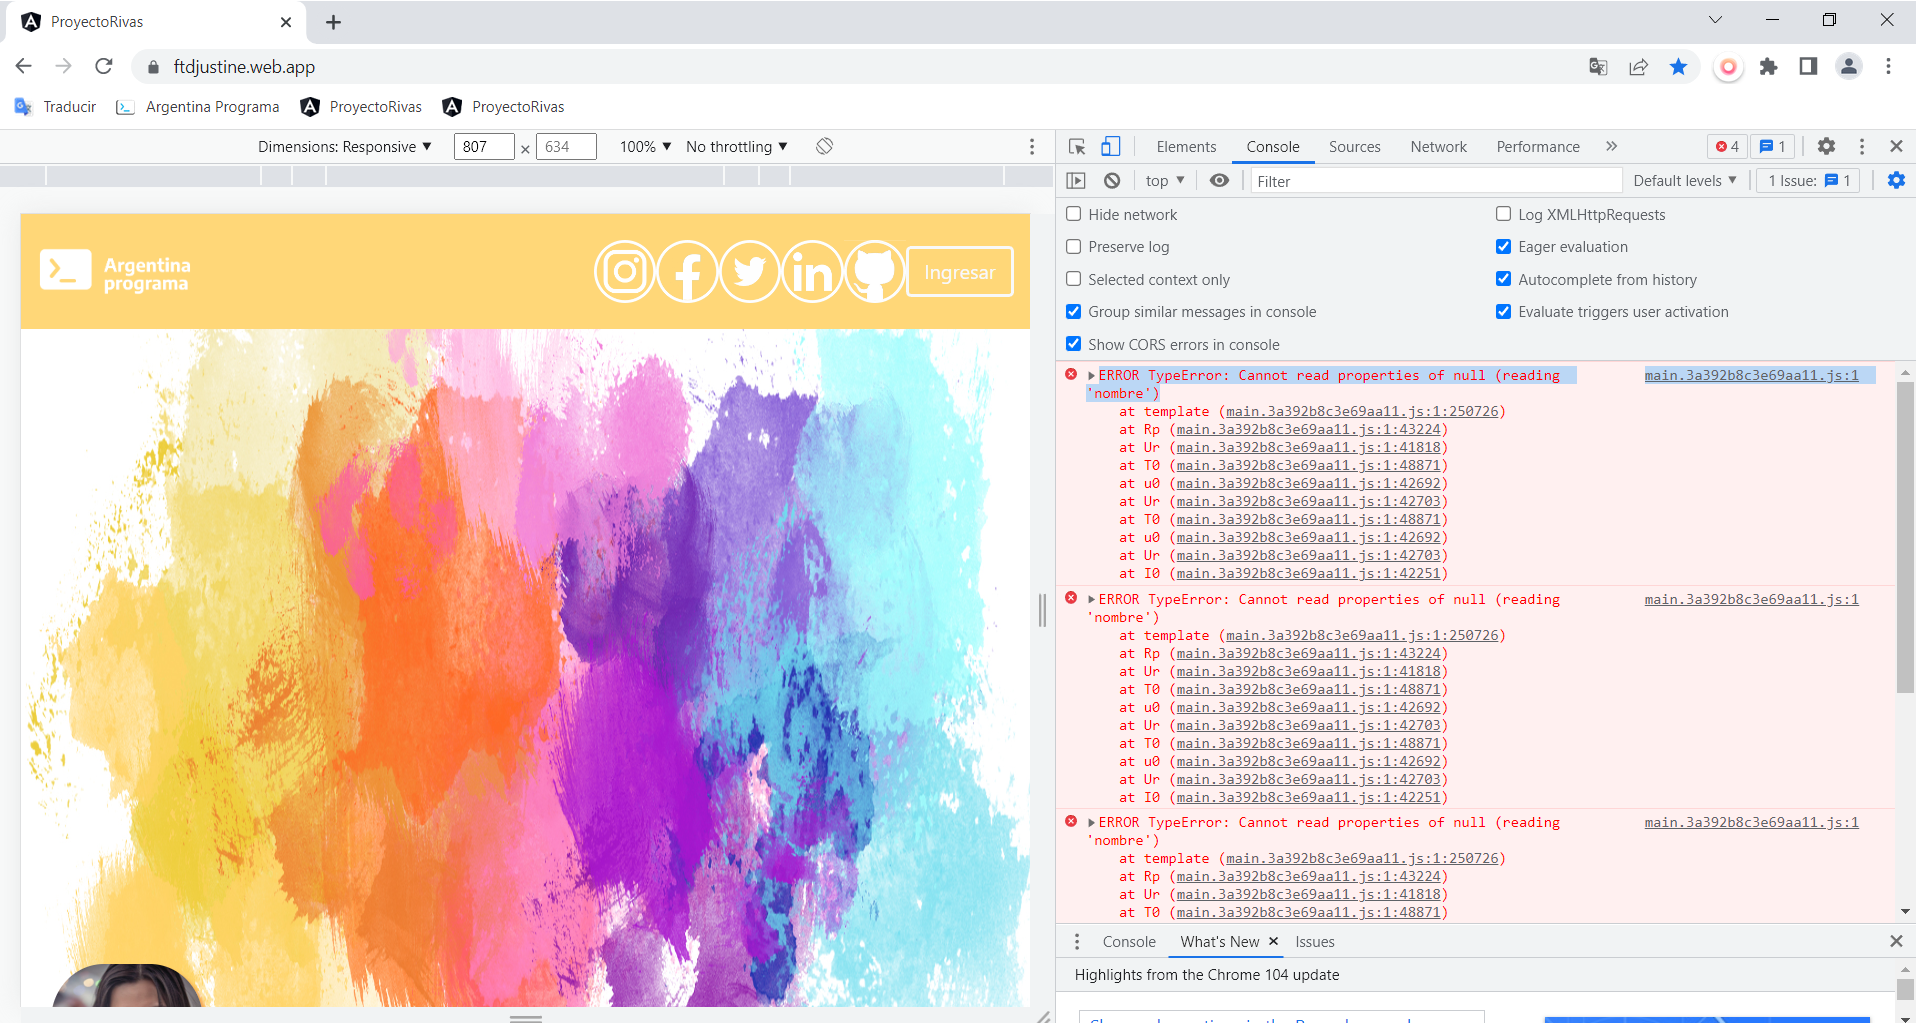 ProyectoRivas
ftdjustine.web.app
Traducir
Argentina Programa
ProyectoRivas
ProyectoRivas
Dimensions: Responsive
807
×
634
100%
No throttling
Argentina
programa
Ingresar
Elements
Console
Sources
Network
Performance
4
1
top
Filter
Default levels
1 Issue:
1
Hide network
Log XMLHttpRequests
Preserve log
Eager evaluation
Selected context only
Autocomplete from history
Group similar messages in console
Evaluate triggers user activation
Show CORS errors in console
ERROR TypeError: Cannot read properties of null (reading main.3a392b8c3e69aa11.js:1
'nombre')
at template (main.3a392b8c3e69aa11.js:1:250726)
at Rp (main.3a392b8c3e69aa11.js:1:43224)
at Ur (main.3a392b8c3e69aa11.js:1:41818)
at T0 (main.3a392b8c3e69aa11.js:1:48871)
at u0 (main.3a392b8c3e69aa11.js:1:42692)
at Ur (main.3a392b8c3e69aa11.js:1:42703)
at T0 (main.3a392b8c3e69aa11.js:1:48871)
at u0 (main.3a392b8c3e69aa11.js:1:42692)
at Ur (main.3a392b8c3e69aa11.js:1:42703)
at I0 (main.3a392b8c3e69aa11.js:1:42251)
ERROR TypeError: Cannot read properties of null (reading main.3a392b8c3e69aa11.js:1
'nombre')
at template (main.3a392b8c3e69aa11.js:1:250726)
at Rp (main.3a392b8c3e69aa11.js:1:43224)
at Ur (main.3a392b8c3e69aa11.js:1:41818)
at T0 (main.3a392b8c3e69aa11.js:1:48871)
at u0 (main.3a392b8c3e69aa11.js:1:42692)
at Ur (main.3a392b8c3e69aa11.js:1:42703)
at T0 (main.3a392b8c3e69aa11.js:1:48871)
at u0 (main.3a392b8c3e69aa11.js:1:42692)
at Ur (main.3a392b8c3e69aa11.js:1:42703)
at I0 (main.3a392b8c3e69aa11.js:1:42251)
ERROR TypeError: Cannot read properties of null (reading main.3a392b8c3e69aa11.js:1
'nombre')
at template (main.3a392b8c3e69aa11.js:1:250726)
at Rp (main.3a392b8c3e69aa11.js:1:43224)
at Ur (main.3a392b8c3e69aa11.js:1:41818)
at T0 (main.3a392b8c3e69aa11.js:1:48871)
Console
What's New
Issues
Highlights from the Chrome 104 update